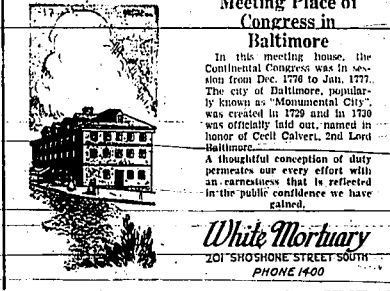 Meeting Place of
Congress in
Baltimore
In this meeting house, the
Continental Congress was in ses-
sion from Dec. 1776 to Jan. 1777.
The city of Baltimore, popular-
ly known as "Monumental City",
was created in 1729 and in 1730
was officially laid out, named in
honor of Cecil Calvert, 2nd Lord
Baltimore.
A thoughtful conception of duty
permeates our every effort with
an earnestness that is reflected
in the public confidence we have
gained.
White Mortuary
201 SHOSHONE STREET SOUTH
PHONE 1400